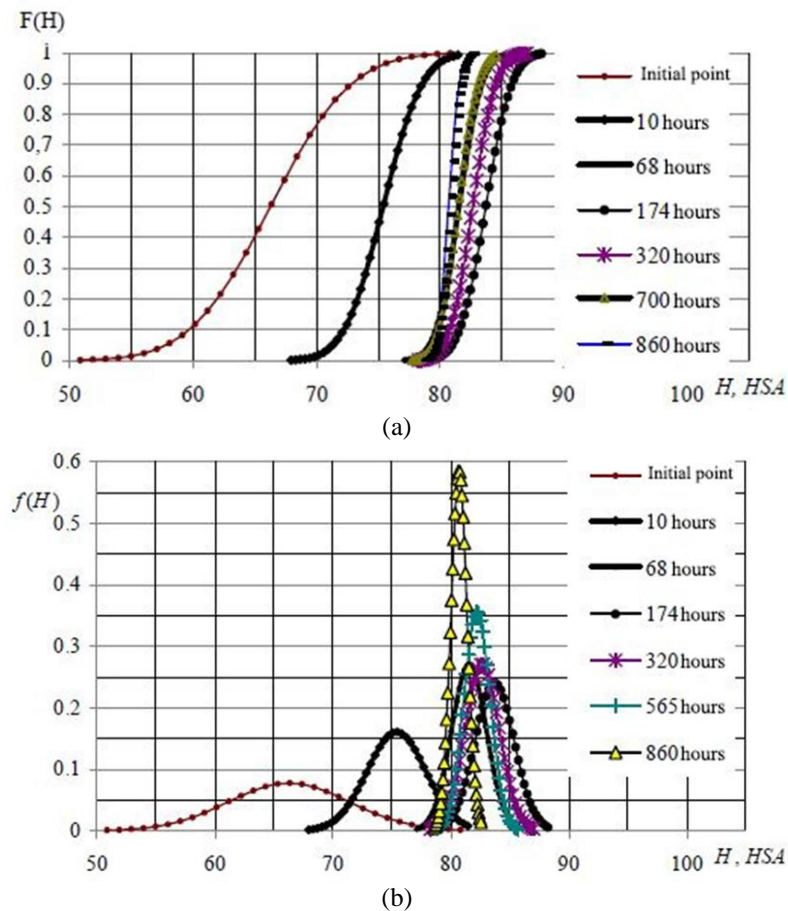 F(H)
1
0.9
0.8
0.7
0.6
0.5
0.4
0.3
0.2
0.1
0
50 60 70 80 90 100 H, HSA
Initial point
10 hours
68 hours
174 hours
320 hours
700 hours
860 hours
(a)
f(H)
0.6
0.5
0.4
0.3
0.2
0.1
0
50 60 70 80 90 100 H, HSA
Initial point
10 hours
68 hours
174 hours
320 hours
565 hours
860 hours
(b)